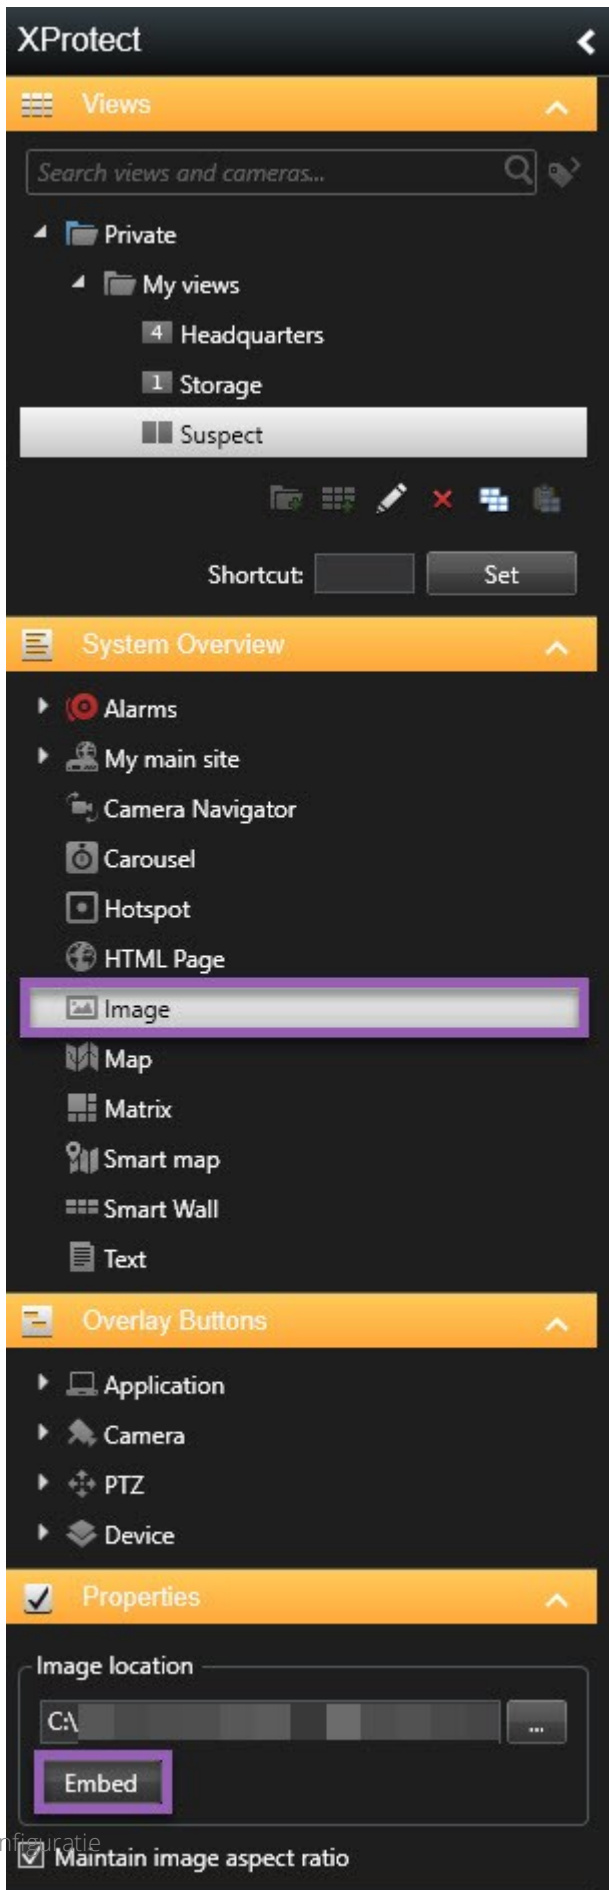 XProtect
Views
Search views and cameras...
Private
My views
4 Headquarters
1 Storage
Suspect
Shortcut: Set
System Overview
Alarms
My main site
Camera Navigator
Carousel
Hotspot
HTML Page
Image
Map
Matrix
Smart map
Smart Wall
Text
Overlay Buttons
Application
Camera
PTZ
Device
Properties
Image location
C:\ ...
Embed
nfiguratie
Maintain image aspect ratio